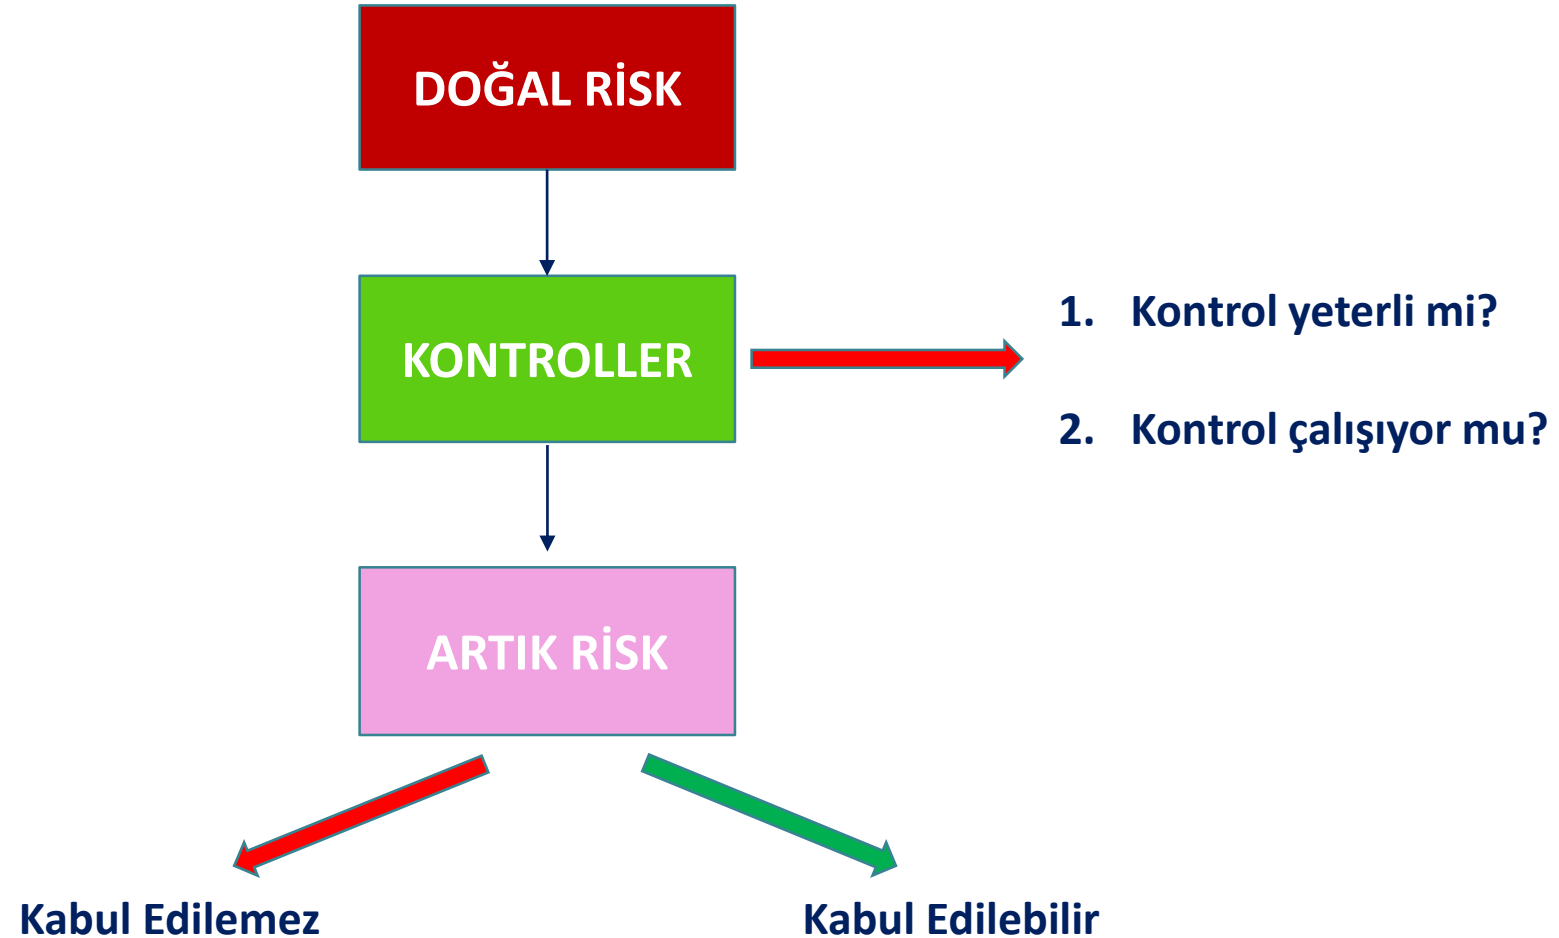 DOĞAL RİSK
KONTROLLER
1. Kontrol yeterli mi?
2. Kontrol çalışıyor mu?
ARTIK RİSK
Kabul Edilemez
Kabul Edilebilir